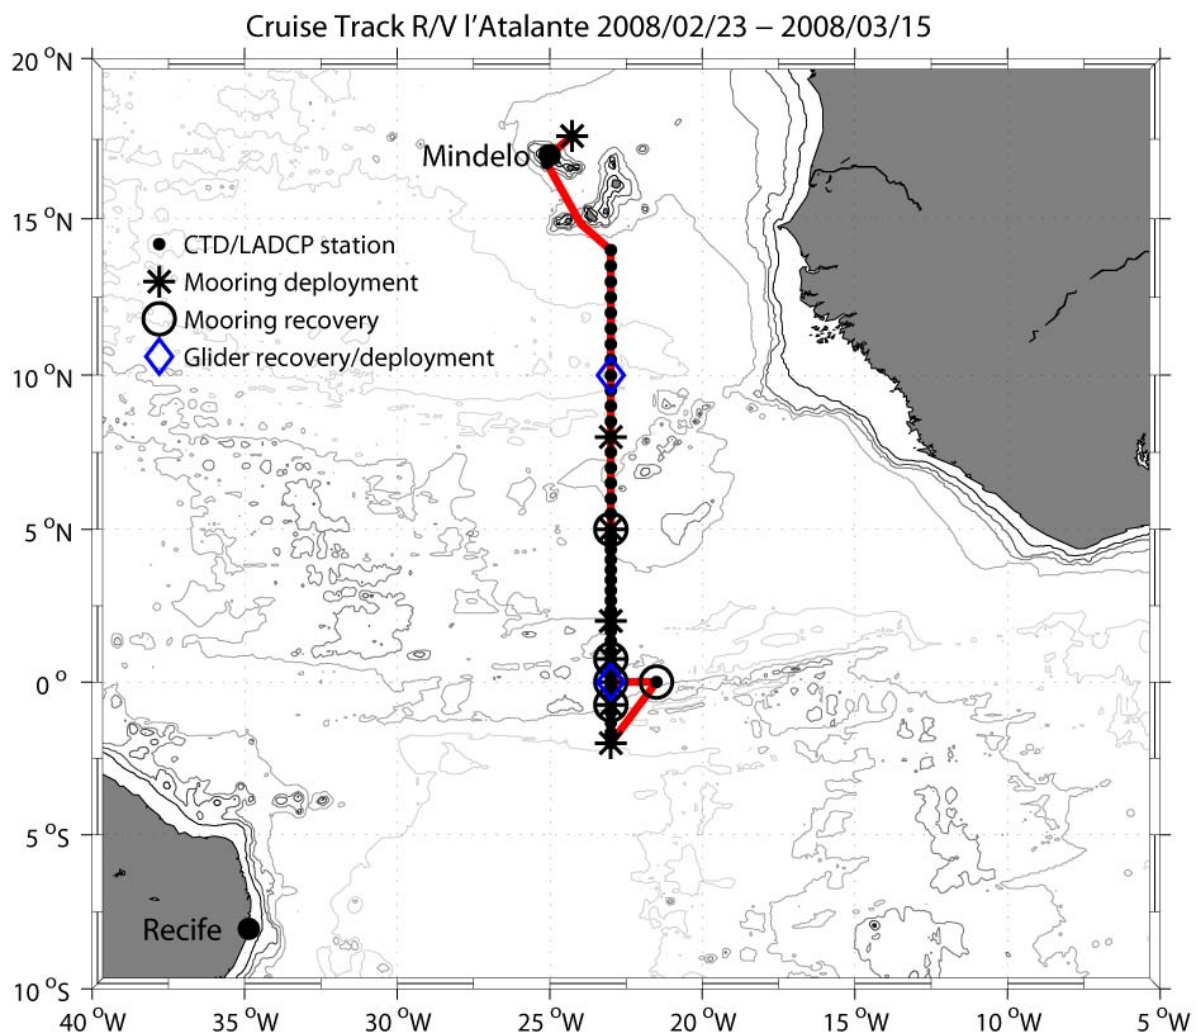 Cruise Track R/V l'Atalante 2008/02/23 – 2008/03/15
20 °N
Mindelo
15 °N
CTD/LADCP station
Mooring deployment
Mooring recovery
Glider recovery/deployment
10 °N
5 °N
0 °
5 °S
Recife
10 °S
40 °W
35 °W
30 °W
25 °W
20 °W
15 °W
10 °W
5 °W